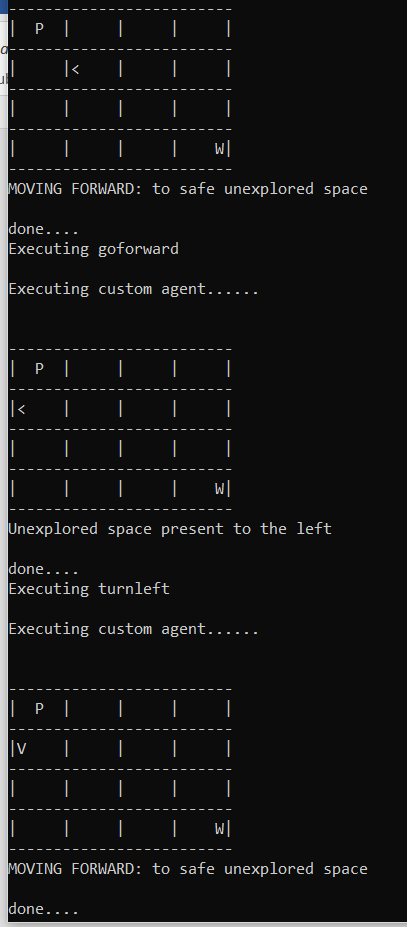 -------------------------
|  P  |     |     |     |
-------------------------
|     |<    |     |     |
-------------------------
|     |     |     |     |
-------------------------
|     |     |     |    W|
-------------------------
MOVING FORWARD: to safe unexplored space
done....
Executing goforward
Executing custom agent......
-------------------------
|  P  |     |     |     |
-------------------------
|<    |     |     |     |
-------------------------
|     |     |     |     |
-------------------------
|     |     |     |    W|
-------------------------
Unexplored space present to the left
done....
Executing turnleft
Executing custom agent......
-------------------------
|  P  |     |     |     |
-------------------------
|V    |     |     |     |
-------------------------
|     |     |     |     |
-------------------------
|     |     |     |    W|
-------------------------
MOVING FORWARD: to safe unexplored space
done....